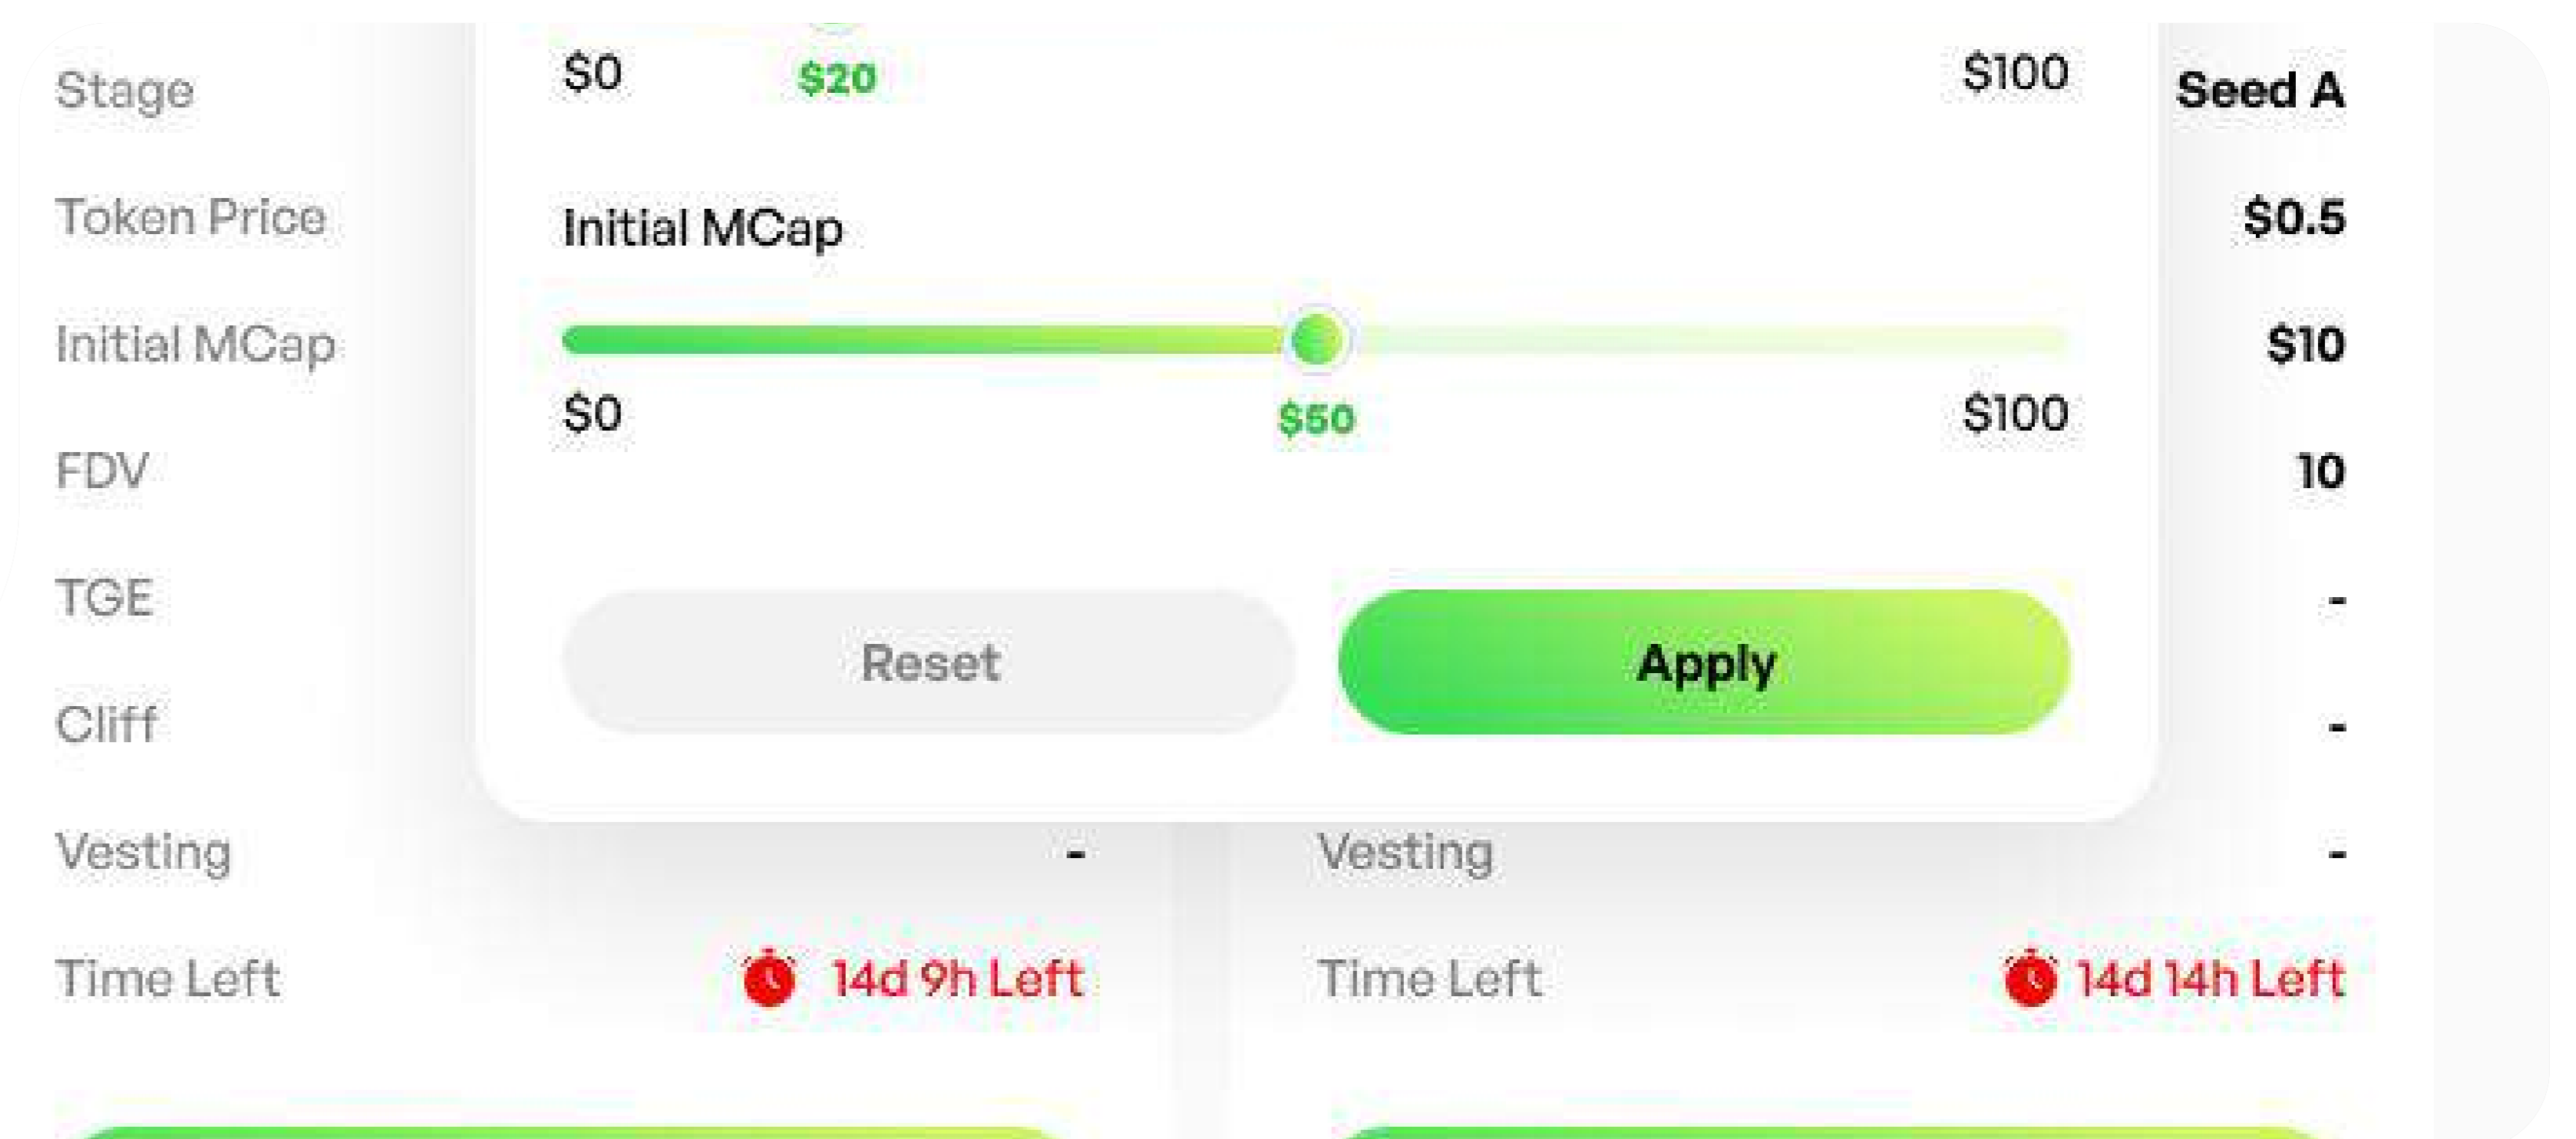 $0 $20 $100
Stage Seed A
Token Price $0.5
Initial MCap
Initial MCap $10
$0 $50 $100
FDV 10
TGE -
Reset Apply
Cliff -
Vesting - Vesting -
Time Left 14d 9h Left Time Left 14d 14h Left